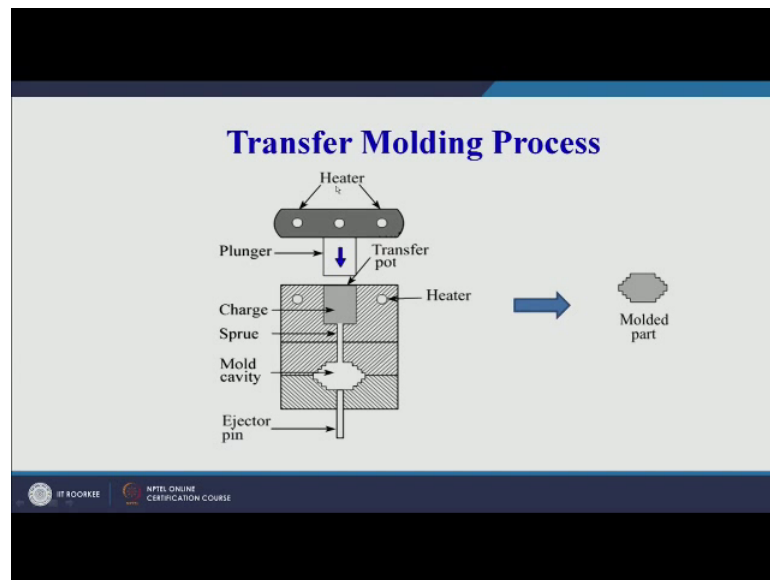 Transfer Molding Process
Heater
Plunger
Transfer
pot
Heater
Charge
Sprue
Mold
cavity
Ejector
pin
Molded
part
IIT ROORKEE
NPTEL ONLINE
CERTIFICATION COURSE